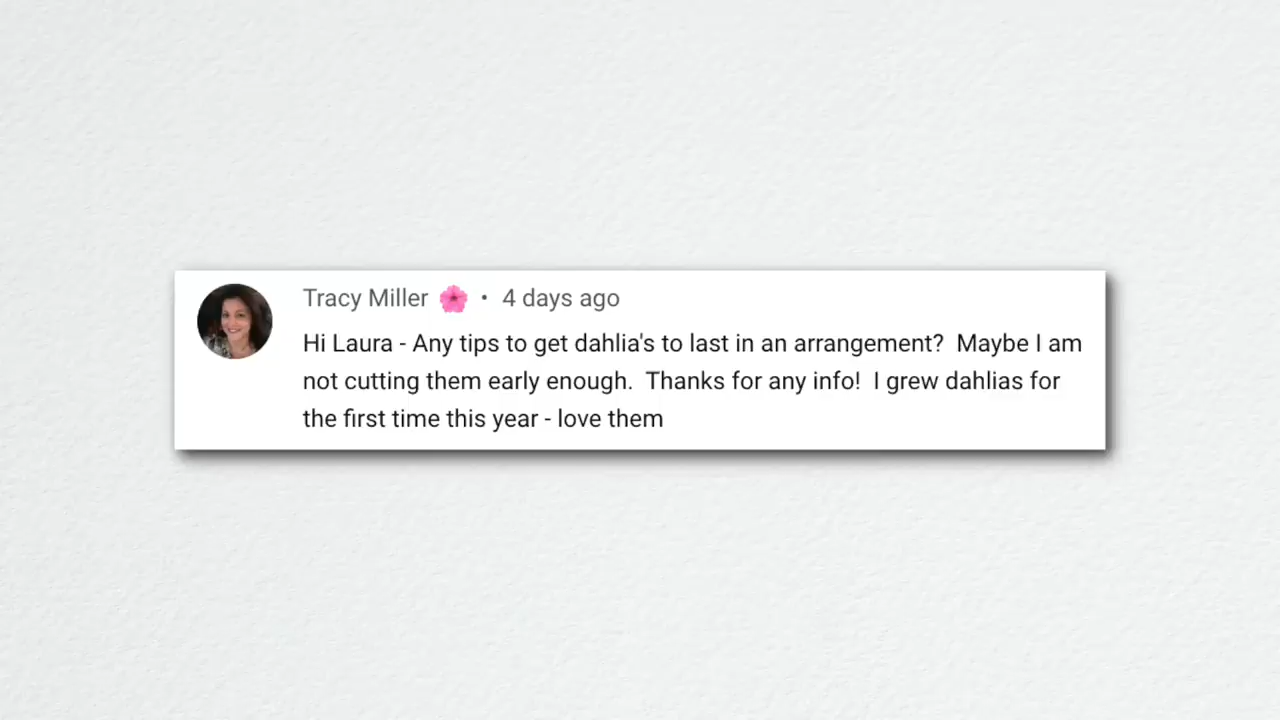 Tracy Miller 🌺 • 4 days ago
Hi Laura - Any tips to get dahlia's to last in an arrangement?  Maybe I am
not cutting them early enough.  Thanks for any info!  I grew dahlias for
the first time this year - love them